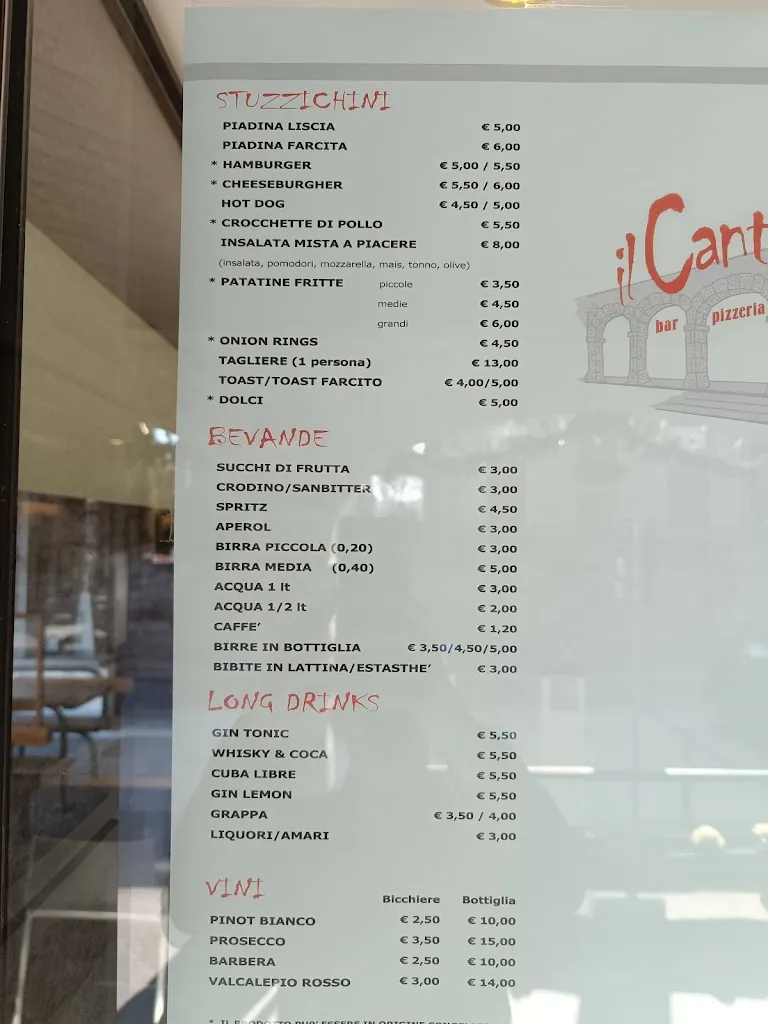 STUZZICHINI
PIADINA LISCIA € 5,00
PIADINA FARCITA € 6,00
* HAMBURGER € 5,00 / 5,50
* CHEESEBURGHER € 5,50 / 6,00
HOT DOG € 4,50 / 5,00
* CROCCHETTE DI POLLO € 5,50
INSALATA MISTA A PIACERE € 8,00
(insalata, pomodori, mozzarella, mais, tonno, olive)
* PATATINE FRITTE piccole € 3,50
medie € 4,50
grandi € 6,00
* ONION RINGS € 4,50
TAGLIERE (1 persona) € 13,00
TOAST/TOAST FARCITO € 4,00/5,00
* DOLCI € 5,00
BEVANDE
SUCCHI DI FRUTTA € 3,00
CRODINO/SANBITTER € 3,00
SPRITZ € 4,50
APEROL € 3,00
BIRRA PICCOLA (0,20) € 3,00
BIRRA MEDIA (0,40) € 5,00
ACQUA 1 lt € 3,00
ACQUA 1/2 lt € 2,00
CAFFE' € 1,20
BIRRE IN BOTTIGLIA € 3,50/4,50/5,00
BIBITE IN LATTINA/ESTASTHE' € 3,00
LONG DRINKS
GIN TONIC € 5,50
WHISKY & COCA € 5,50
CUBA LIBRE € 5,50
GIN LEMON € 5,50
GRAPPA € 3,50 / 4,00
LIQUORI/AMARI € 3,00
VINI Bicchiere Bottiglia
PINOT BIANCO € 2,50 € 10,00
PROSECCO € 3,50 € 15,00
BARBERA € 2,50 € 10,00
VALCALEPIO ROSSO € 3,00 € 14,00
* IL PRODOTTO PUO' ESSERE IN ORIGINE
il Cant
bar pizzeria